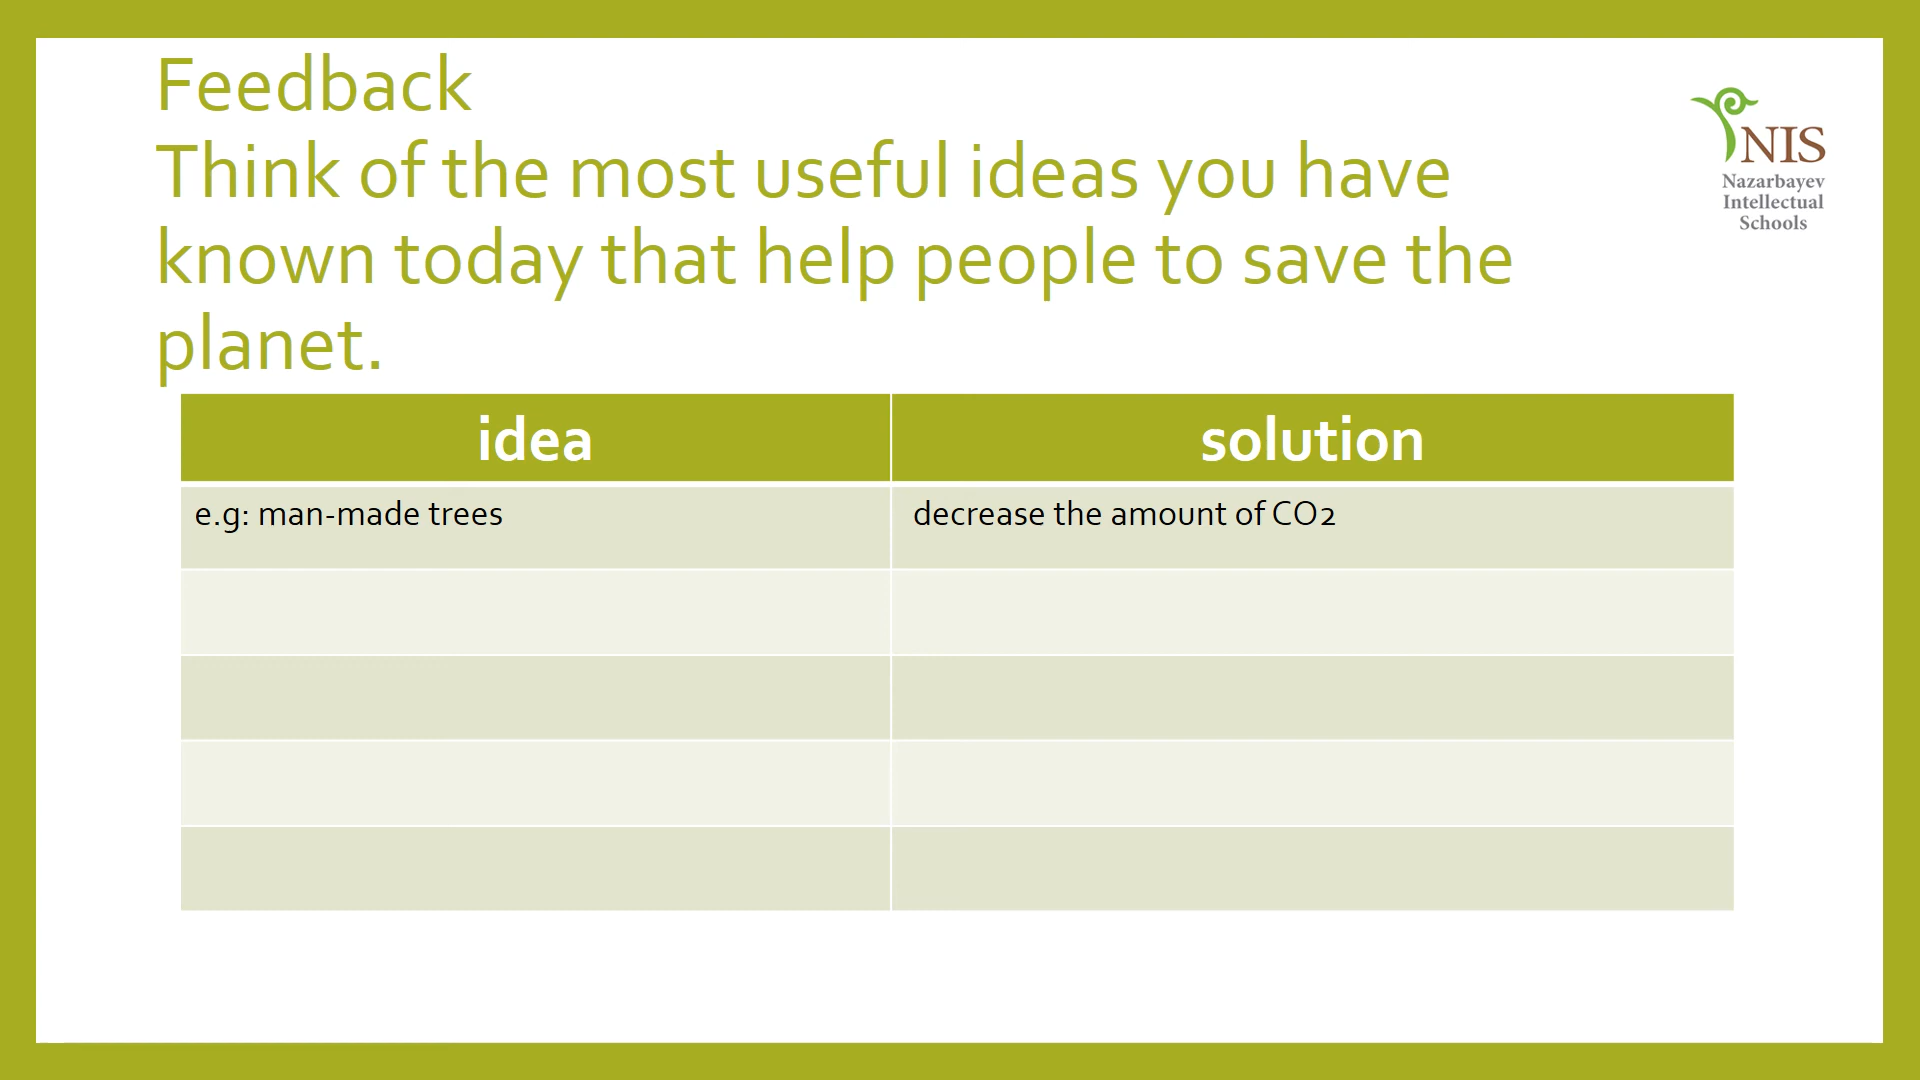 Feedback
Think of the most useful ideas you have
known today that help people to save the
planet.
NIS
Nazarbayev
Intellectual
Schools
idea solution
e.g: man-made trees decrease the amount of CO2